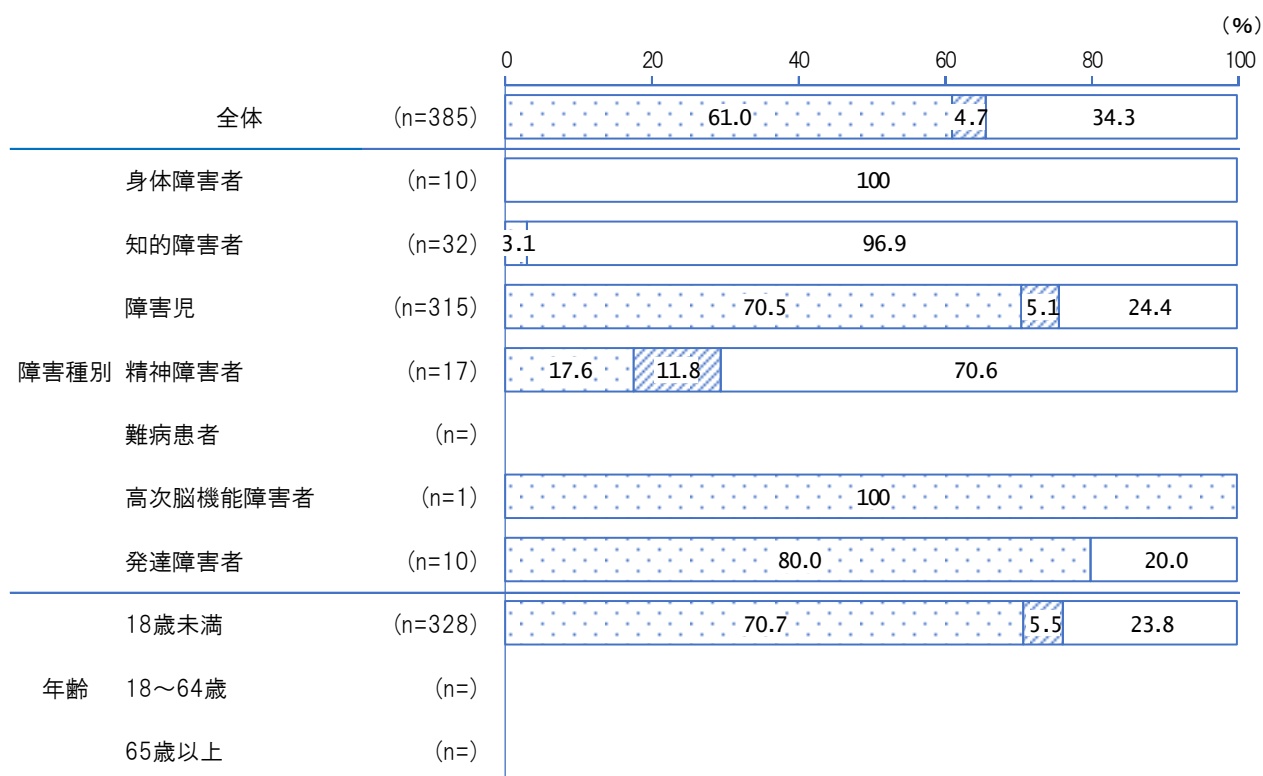 (%)
0 20 40 60 80 100
全体 (n=385) 61.0 4.7 34.3
身体障害者 (n=10) 100
知的障害者 (n=32) 3.1 96.9
障害児 (n=315) 70.5 5.1 24.4
障害種別 精神障害者 (n=17) 17.6 11.8 70.6
難病患者 (n=)
高次脳機能障害者 (n=1) 100
発達障害者 (n=10) 80.0 20.0
18歳未満 (n=328) 70.7 5.5 23.8
年齢 18～64歳 (n=)
65歳以上 (n=)